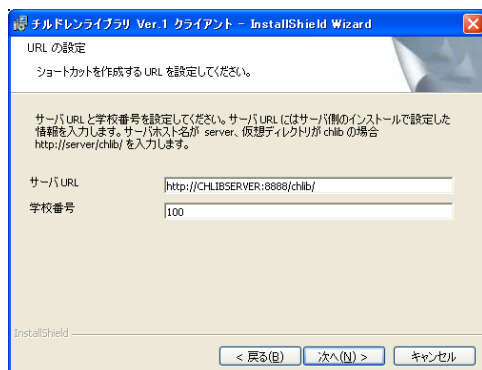 チルドレンライブラリ Ver.1 クライアント - InstallShield Wizard
URL の設定
ショートカットを作成する URL を設定してください。
サーバ URL と学校番号を設定してください。サーバ URL にはサーバ側のインストールで設定した
情報を入力します。サーバホスト名が server、仮想ディレクトリが chlib の場合
http://server/chlib/ を入力します。
サーバ URL
http://CHLIBSERVER:8888/chlib/
学校番号
100
InstallShield
< 戻る(B)
次へ(N) >
キャンセル